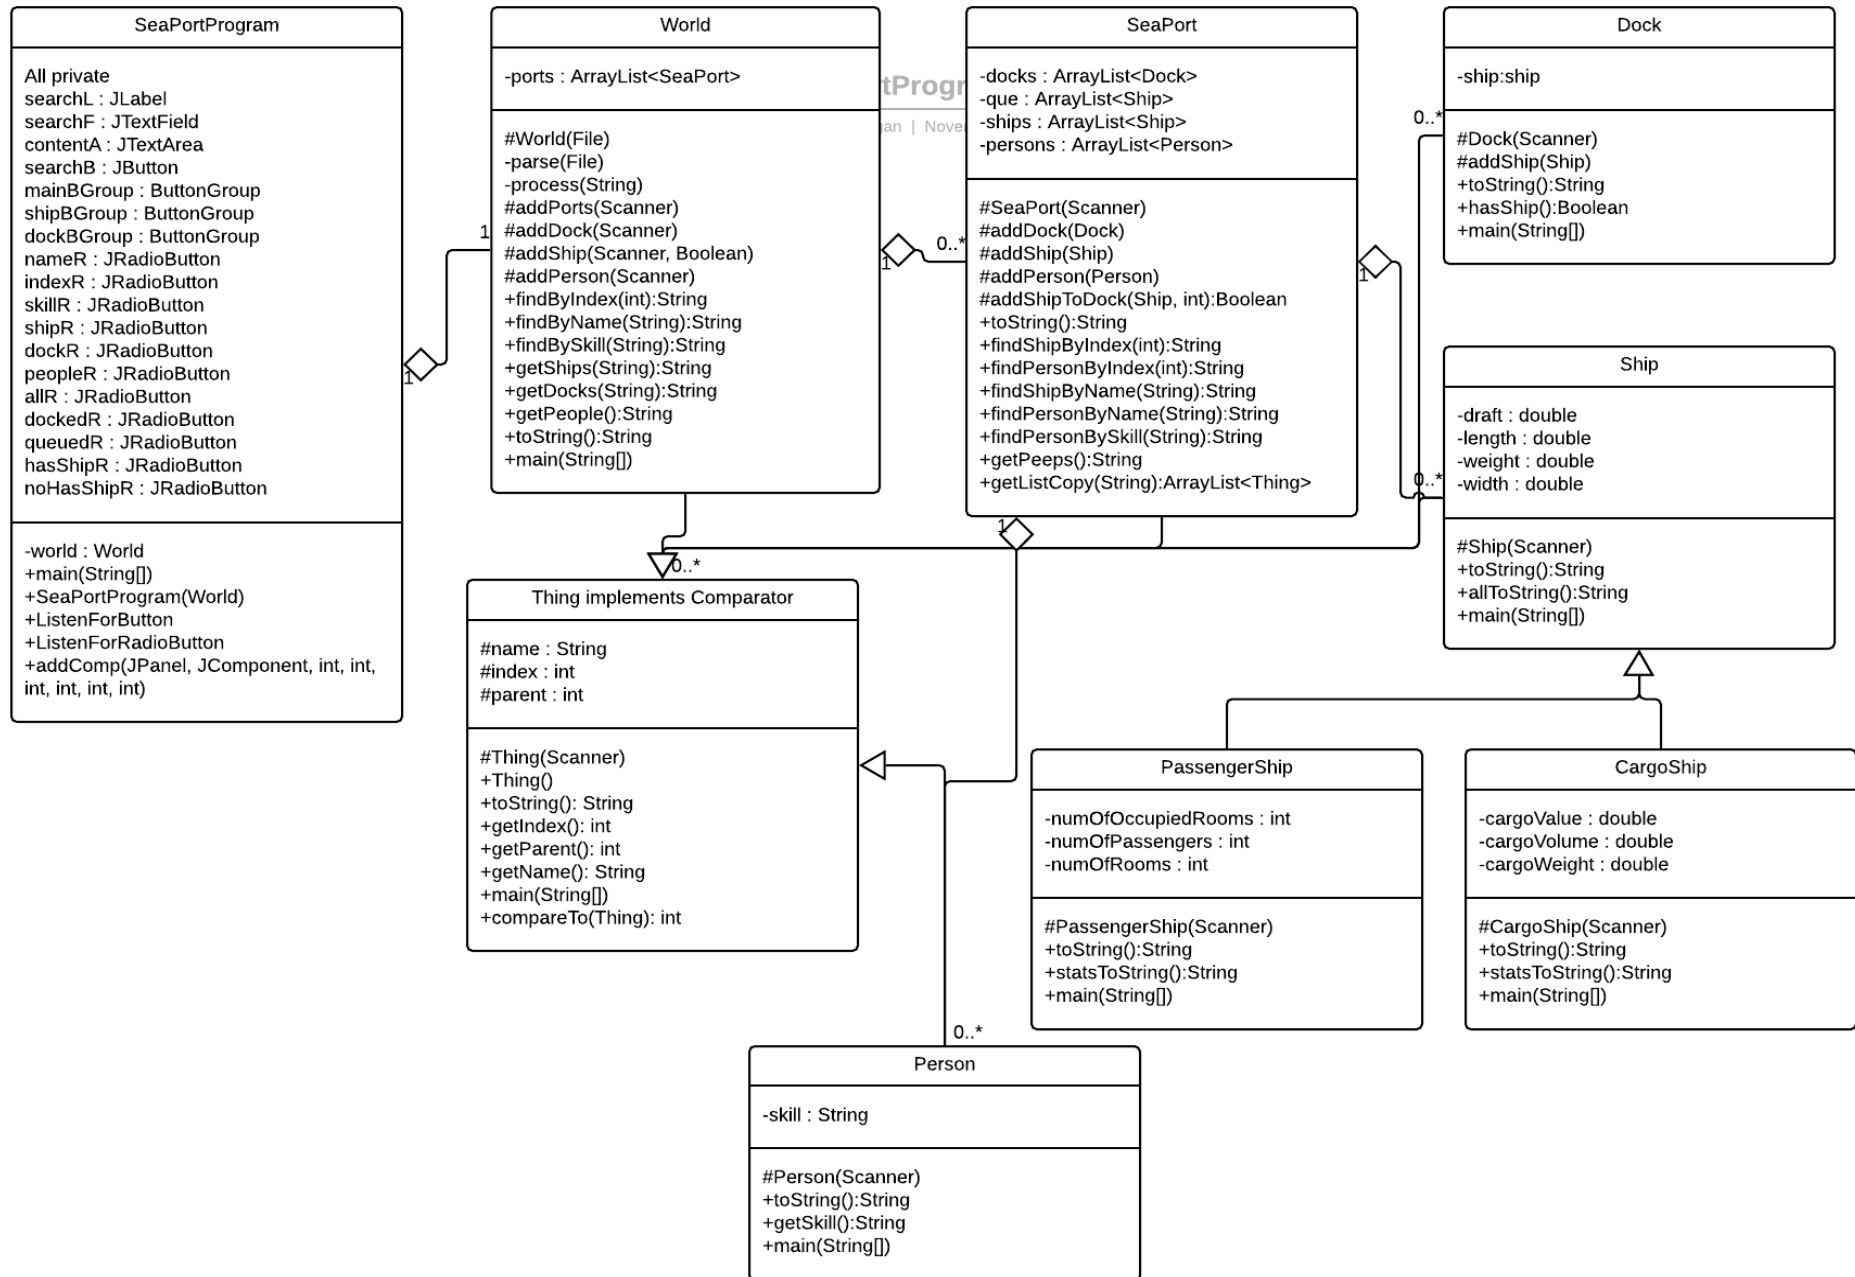 SeaPortProgram
All private
searchL : JLabel
searchF : JTextField
contentA : JTextArea
searchB : JButton
mainBGroup : ButtonGroup
shipBGroup : ButtonGroup
dockBGroup : ButtonGroup
nameR : JRadioButton
indexR : JRadioButton
skillR : JRadioButton
shipR : JRadioButton
dockR : JRadioButton
peopleR : JRadioButton
allR : JRadioButton
dockedR : JRadioButton
queuedR : JRadioButton
hasShipR : JRadioButton
noHasShipR : JRadioButton
-world : World
+main(String[])
+SeaPortProgram(World)
+ListenForButton
+ListenForRadioButton
+addComp(JPanel, JComponent, int, int,
int, int, int, int)
1
1
World
-ports : ArrayList<SeaPort>
#World(File)
-parse(File)
-process(String)
#addPorts(Scanner)
#addDock(Scanner)
#addShip(Scanner, Boolean)
#addPerson(Scanner)
+findByIndex(int):String
+findByName(String):String
+findBySkill(String):String
+getShips(String):String
+getDocks(String):String
+getPeople():String
+toString():String
+main(String[])
1
0..*
SeaPort
-docks : ArrayList<Dock>
-que : ArrayList<Ship>
-ships : ArrayList<Ship>
-persons : ArrayList<Person>
#SeaPort(Scanner)
#addDock(Dock)
#addShip(Ship)
#addPerson(Person)
#addShipToDock(Ship, int):Boolean
+toString():String
+findShipByIndex(int):String
+findPersonByIndex(int):String
+findShipByName(String):String
+findPersonByName(String):String
+findPersonBySkill(String):String
+getPeeps():String
+getListCopy(String):ArrayList<Thing>
1
1
0..*
0..*
Dock
-ship:ship
#Dock(Scanner)
#addShip(Ship)
+toString():String
+hasShip():Boolean
+main(String[])
Ship
-draft : double
-length : double
-weight : double
-width : double
#Ship(Scanner)
+toString():String
+allToString():String
+main(String[])
0..*
Thing implements Comparator
#name : String
#index : int
#parent : int
#Thing(Scanner)
+Thing()
+toString(): String
+getIndex(): int
+getParent(): int
+getName(): String
+main(String[])
+compareTo(Thing): int
PassengerShip
-numOfOccupiedRooms : int
-numOfPassengers : int
-numOfRooms : int
#PassengerShip(Scanner)
+toString():String
+statsToString():String
+main(String[])
CargoShip
-cargoValue : double
-cargoVolume : double
-cargoWeight : double
#CargoShip(Scanner)
+toString():String
+statsToString():String
+main(String[])
0..*
Person
-skill : String
#Person(Scanner)
+toString():String
+getSkill():String
+main(String[])